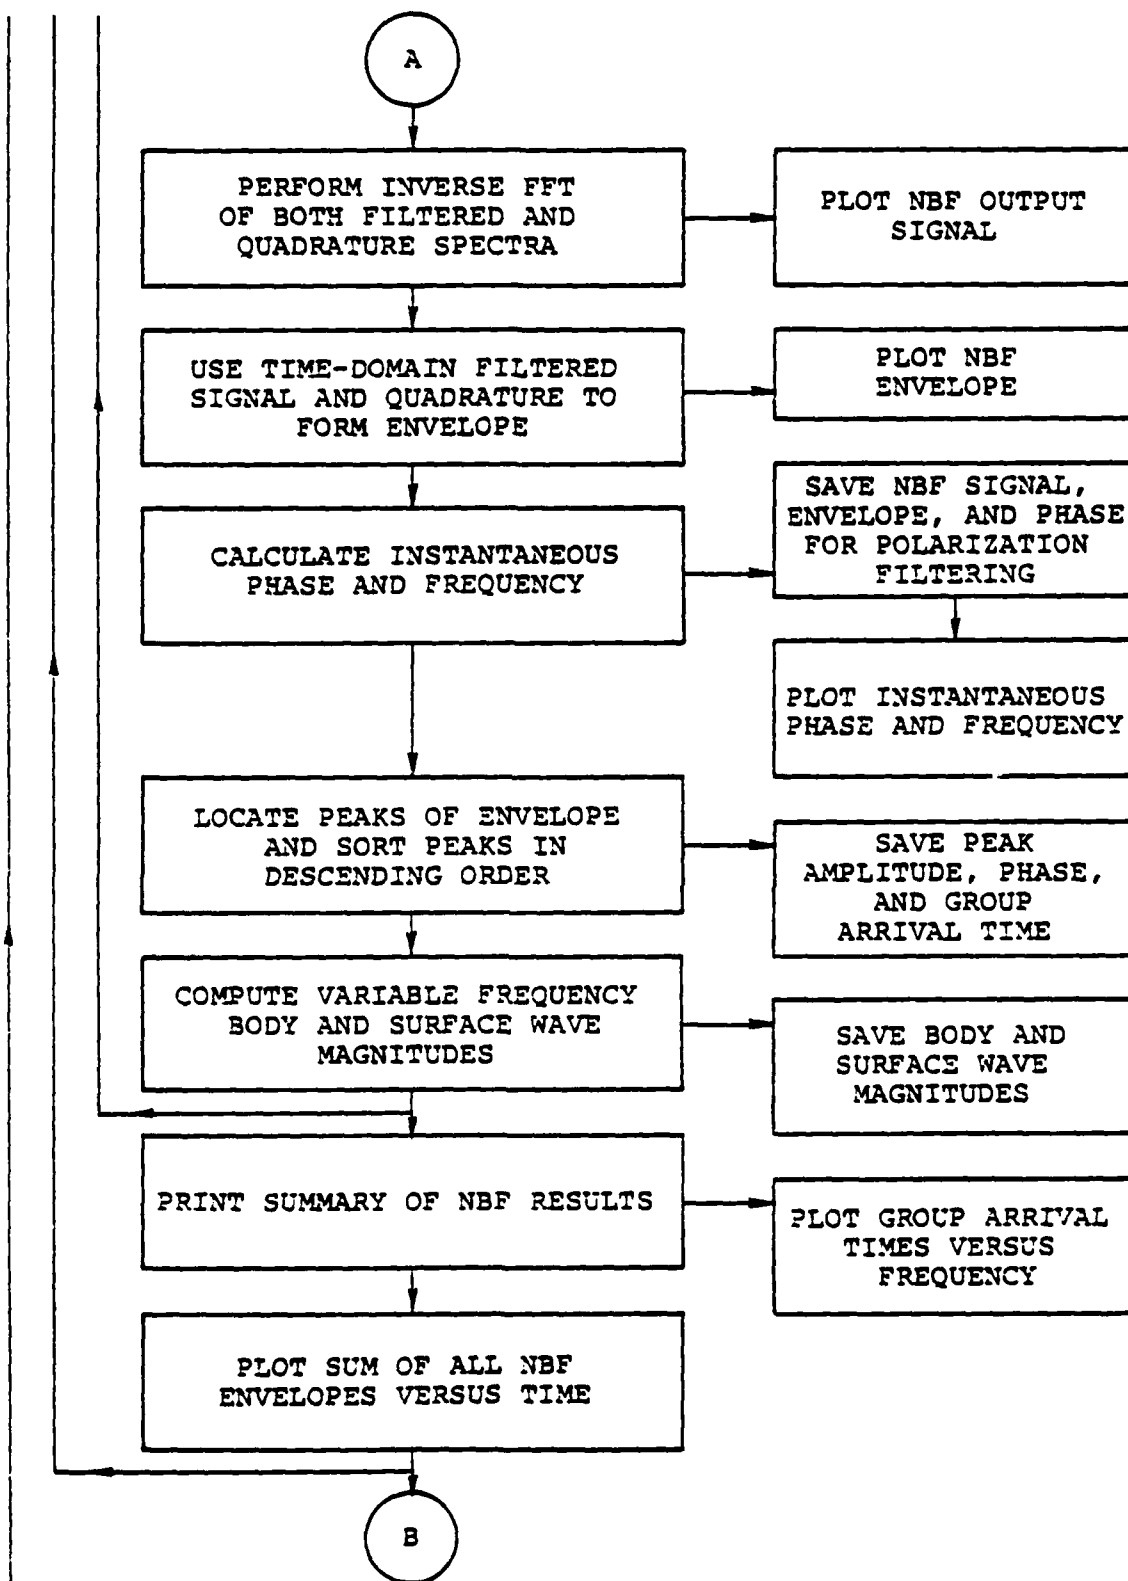 A
PERFORM INVERSE FFT
OF BOTH FILTERED AND
QUADRATURE SPECTRA
PLOT NBF OUTPUT
SIGNAL
USE TIME-DOMAIN FILTERED
SIGNAL AND QUADRATURE TO
FORM ENVELOPE
PLOT NBF
ENVELOPE
CALCULATE INSTANTANEOUS
PHASE AND FREQUENCY
SAVE NBF SIGNAL,
ENVELOPE, AND PHASE
FOR POLARIZATION
FILTERING
PLOT INSTANTANEOUS
PHASE AND FREQUENCY
LOCATE PEAKS OF ENVELOPE
AND SORT PEAKS IN
DESCENDING ORDER
SAVE PEAK
AMPLITUDE, PHASE,
AND GROUP
ARRIVAL TIME
COMPUTE VARIABLE FREQUENCY
BODY AND SURFACE WAVE
MAGNITUDES
SAVE BODY AND
SURFACE WAVE
MAGNITUDES
PRINT SUMMARY OF NBF RESULTS
PLOT GROUP ARRIVAL
TIMES VERSUS
FREQUENCY
PLOT SUM OF ALL NBF
ENVELOPES VERSUS TIME
B